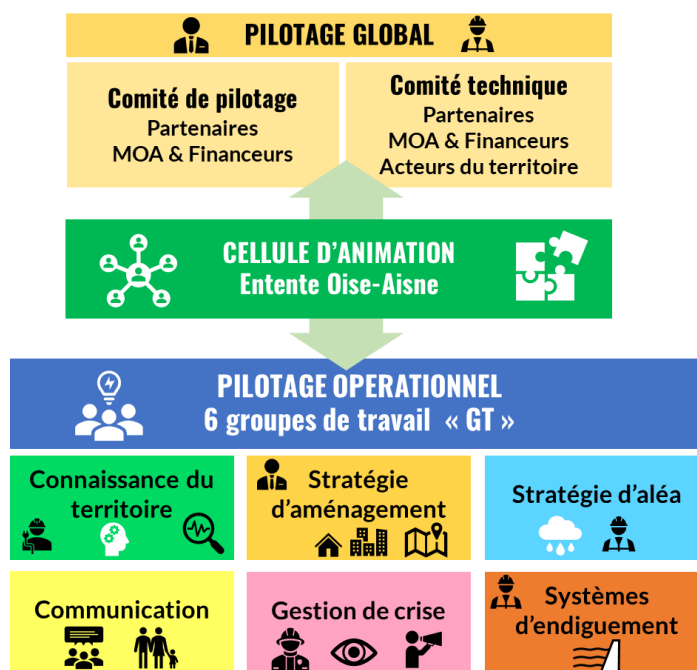 PILOTAGE GLOBAL
Comité de pilotage
Partenaires
MOA & Financeurs
Comité technique
Partenaires
MOA & Financeurs
Acteurs du territoire
CELLULE D'ANIMATION
Entente Oise-Aisne
PILOTAGE OPERATIONNEL
6 groupes de travail « GT »
Connaissance du
territoire
Stratégie
d'aménagement
Stratégie d'aléa
Communication
Gestion de crise
Systèmes
d'endiguement